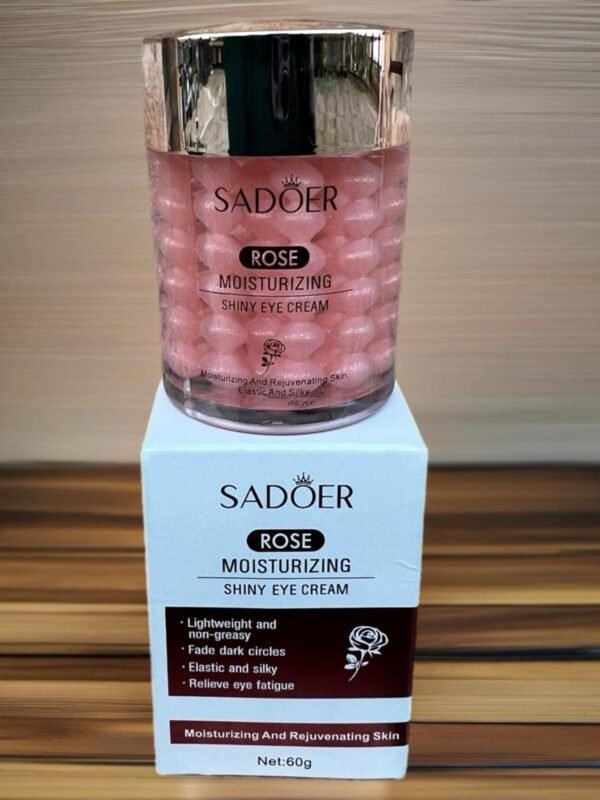 SADOER
ROSE
MOISTURIZING
SHINY EYE CREAM
Moisturizing And Rejuvenating Skin,
Elastic And Silky
SADOER
ROSE
MOISTURIZING
SHINY EYE CREAM
· Lightweight and
non-greasy
· Fade dark circles
· Elastic and silky
· Relieve eye fatigue
Moisturizing And Rejuvenating Skin
Net:60g